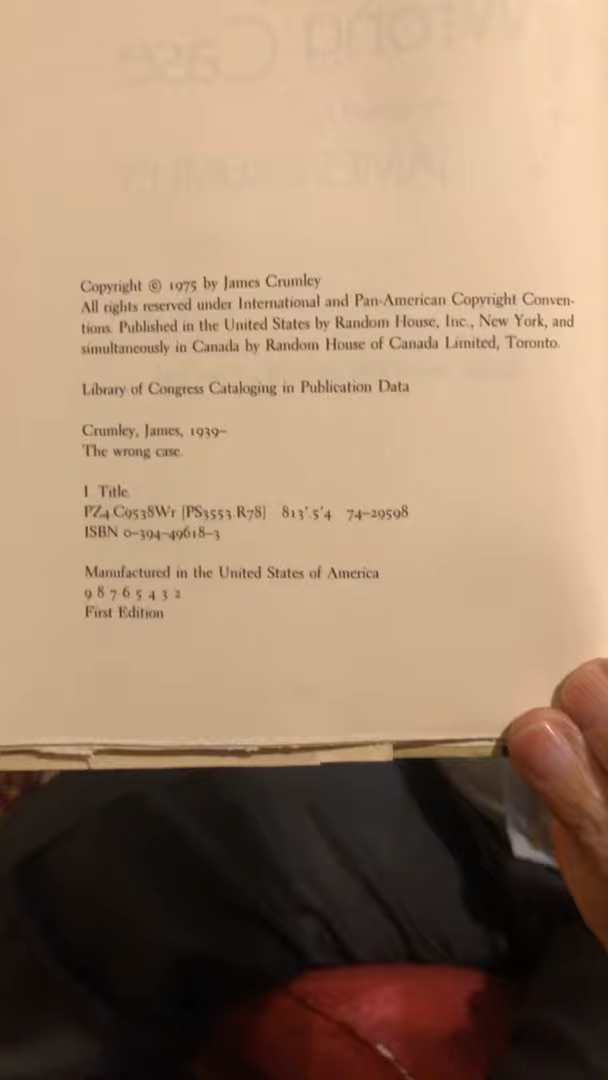 Copyright © 1975 by James Crumley
All rights reserved under International and Pan-American Copyright Conven-
tions. Published in the United States by Random House, Inc., New York, and
simultaneously in Canada by Random House of Canada Limited, Toronto.
Library of Congress Cataloging in Publication Data
Crumley, James, 1939–
The wrong case.
I. Title.
PZ4.C9538Wr [PS3553.R78] 813'.5'4 74–29598
ISBN 0–394–49618–3
Manufactured in the United States of America
9 8 7 6 5 4 3 2
First Edition